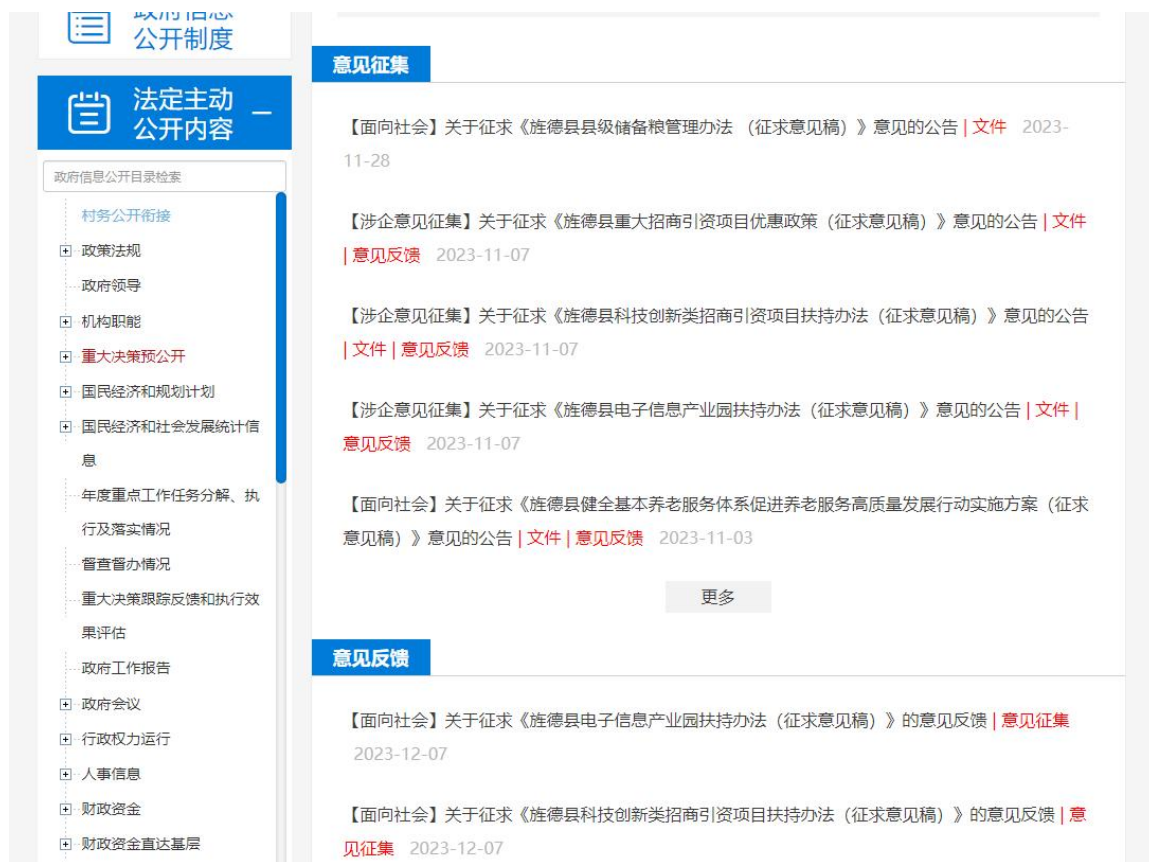 政府信息
公开制度
法定主动
公开内容
政府信息公开目录检索
村务公开衔接
政策法规
政府领导
机构职能
重大决策预公开
国民经济和规划计划
国民经济和社会发展统计信
息
年度重点工作任务分解、执
行及落实情况
督查督办情况
重大决策跟踪反馈和执行效
果评估
政府工作报告
政府会议
行政权力运行
人事信息
财政资金
财政资金直达基层
意见征集
【面向社会】关于征求《旌德县县级储备粮管理办法 （征求意见稿）》意见的公告 | 文件 2023-
11-28
【涉企意见征集】关于征求《旌德县重大招商引资项目优惠政策（征求意见稿）》意见的公告 | 文件
| 意见反馈 2023-11-07
【涉企意见征集】关于征求《旌德县科技创新类招商引资项目扶持办法（征求意见稿）》意见的公告
| 文件 | 意见反馈 2023-11-07
【涉企意见征集】关于征求《旌德县电子信息产业园扶持办法（征求意见稿）》意见的公告 | 文件 |
意见反馈 2023-11-07
【面向社会】关于征求《旌德县健全基本养老服务体系促进养老服务高质量发展行动实施方案（征求
意见稿）》意见的公告 | 文件 | 意见反馈 2023-11-03
更多
意见反馈
【面向社会】关于征求《旌德县电子信息产业园扶持办法（征求意见稿）》的意见反馈 | 意见征集
2023-12-07
【面向社会】关于征求《旌德县科技创新类招商引资项目扶持办法（征求意见稿）》的意见反馈 | 意
见征集 2023-12-07